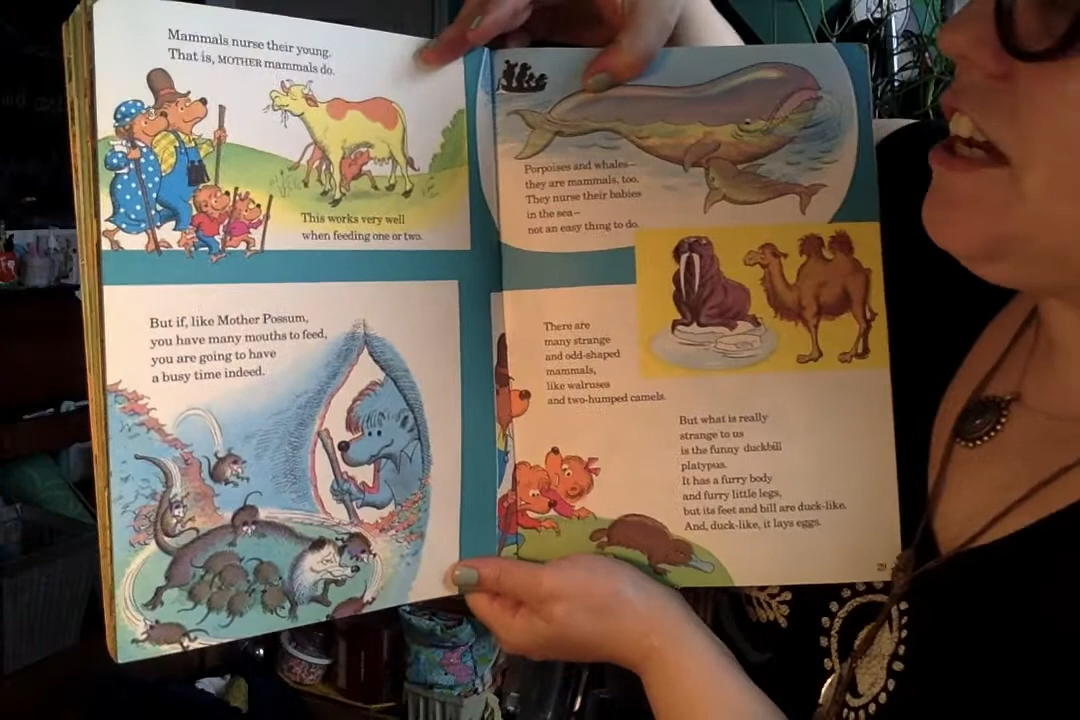 Mammals nurse their young.
That is, MOTHER mammals do.
This works very well
when feeding one or two.
But if, like Mother Possum,
you have many mouths to feed,
you are going to have
a busy time indeed.
Porpoises and whales—
they are mammals, too.
They nurse their babies
in the sea—
not an easy thing to do.
There are
many strange
and odd-shaped
mammals,
like walruses
and two-humped camels.
But what is really
strange to us
is the funny duckbill
platypus.
It has a furry body
and furry little legs,
but its feet and bill are duck-like.
And, duck-like, it lays eggs.
29